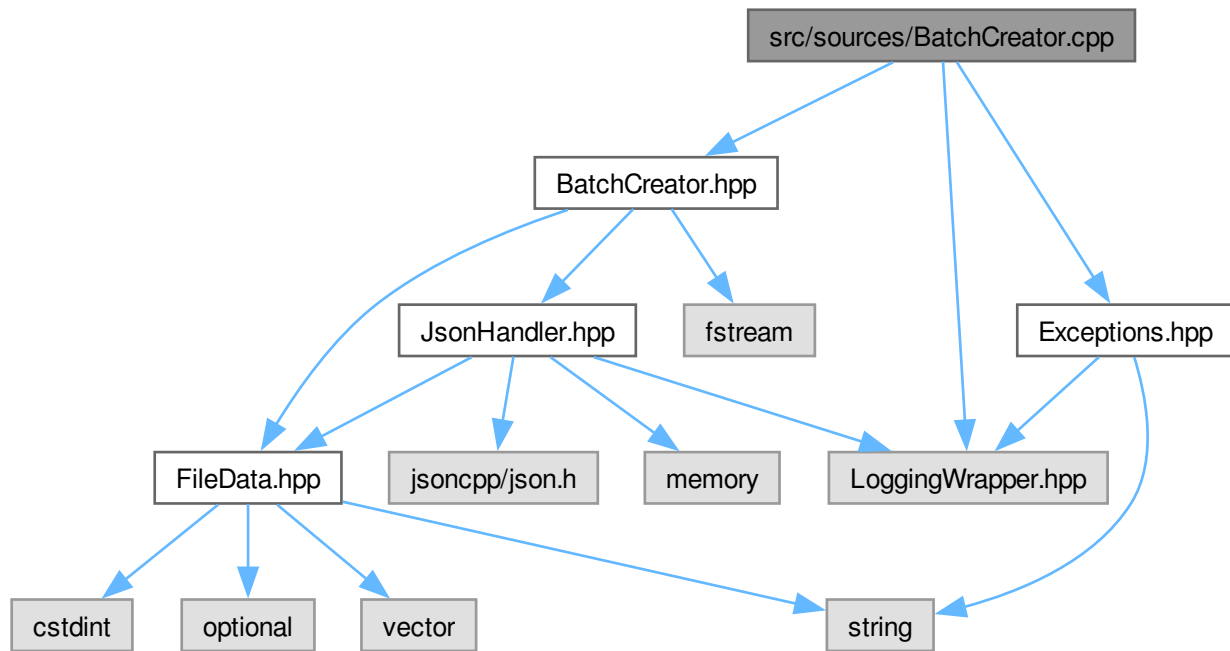 src/sources/BatchCreator.cpp
BatchCreator.hpp
JsonHandler.hpp
fstream
Exceptions.hpp
FileData.hpp
jsoncpp/json.h
memory
LoggingWrapper.hpp
cstdint
optional
vector
string